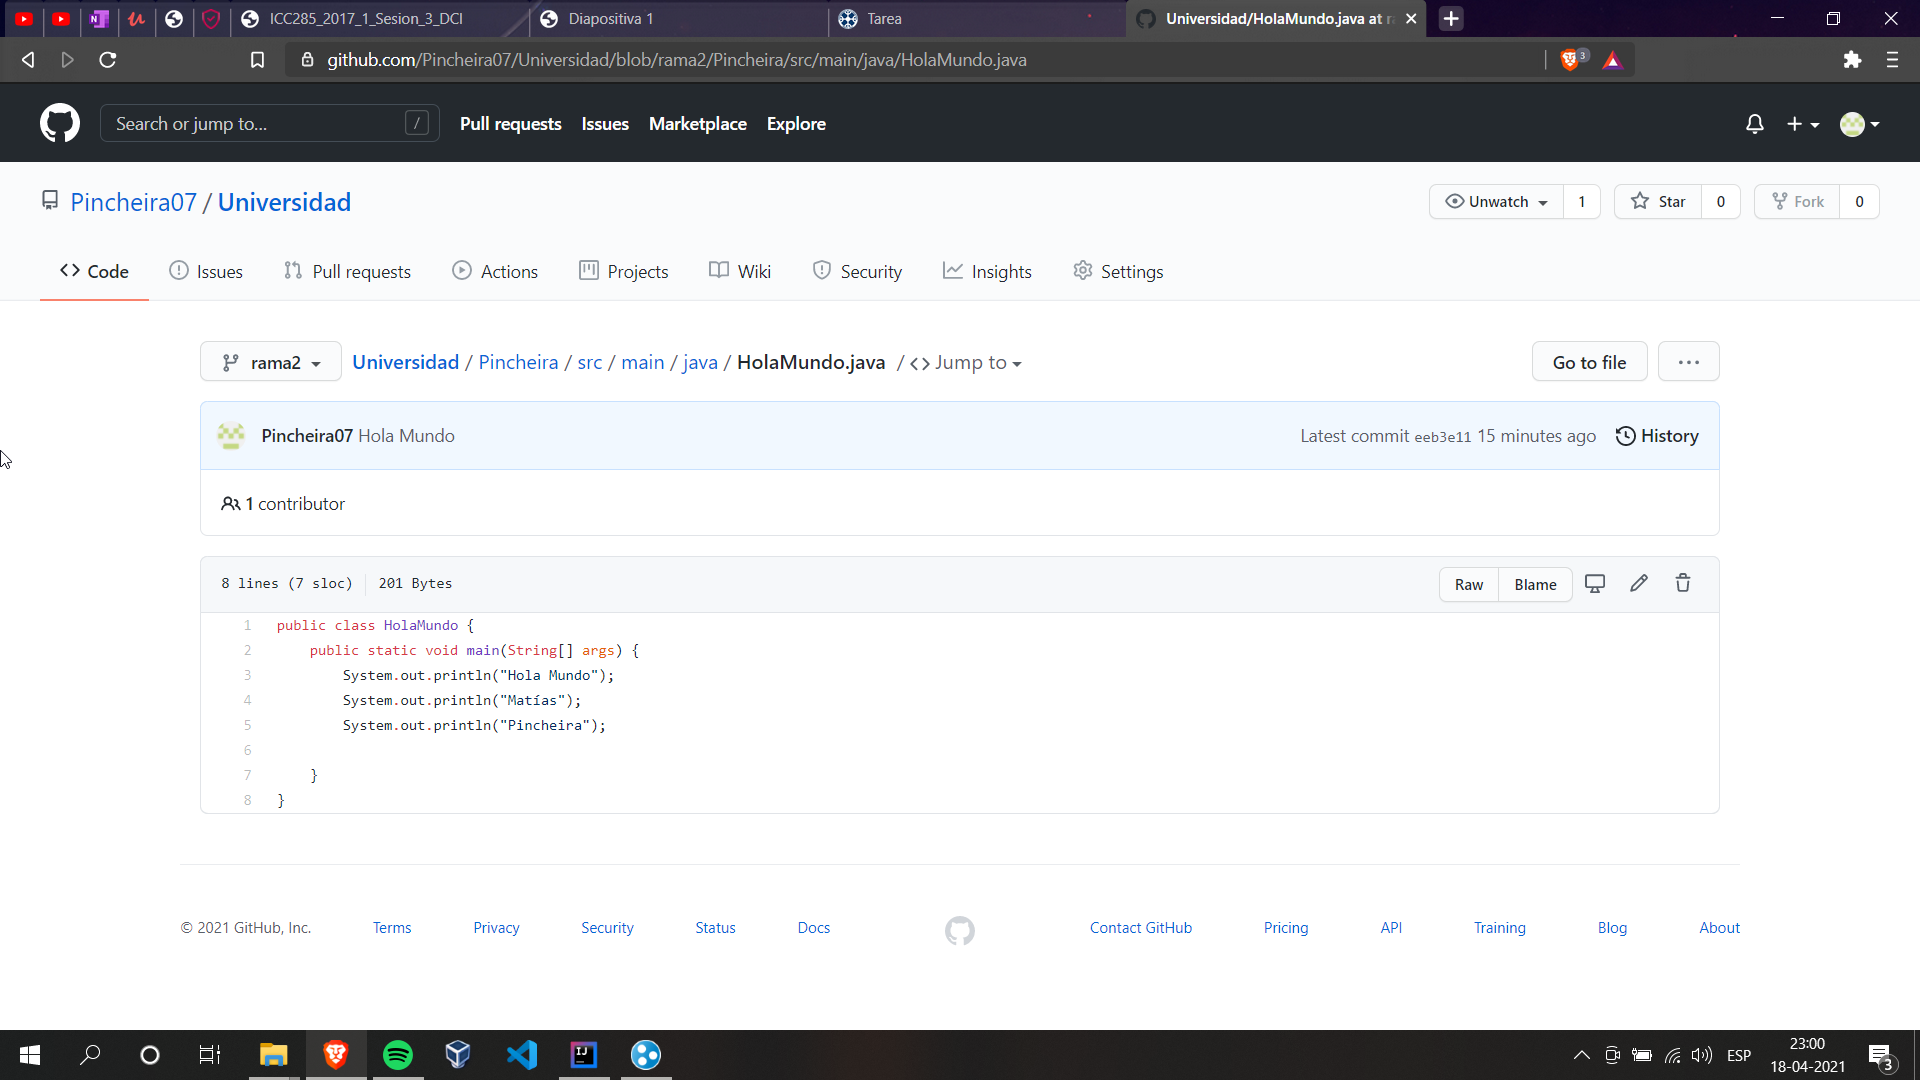 ICC285_2017_1_Sesion_3_DCI
Diapositiva 1
Tarea
Universidad/HolaMundo.java at
github.com/Pincheira07/Universidad/blob/rama2/Pincheira/src/main/java/HolaMundo.java
3
Search or jump to...
/
Pull requests
Issues
Marketplace
Explore
Pincheira07 / Universidad
Unwatch 1
Star 0
Fork 0
Code
Issues
Pull requests
Actions
Projects
Wiki
Security
Insights
Settings
rama2
Universidad / Pincheira / src / main / java / HolaMundo.java / <> Jump to
Go to file
...
Pincheira07 Hola Mundo
Latest commit eeb3e11 15 minutes ago
History
1 contributor
8 lines (7 sloc)
201 Bytes
Raw
Blame
1 public class HolaMundo {
2     public static void main(String[] args) {
3         System.out.println("Hola Mundo");
4         System.out.println("Matías");
5         System.out.println("Pincheira");
6
7     }
8 }
© 2021 GitHub, Inc.
Terms
Privacy
Security
Status
Docs
Contact GitHub
Pricing
API
Training
Blog
About
IJ
ESP
23:00
18-04-2021
3